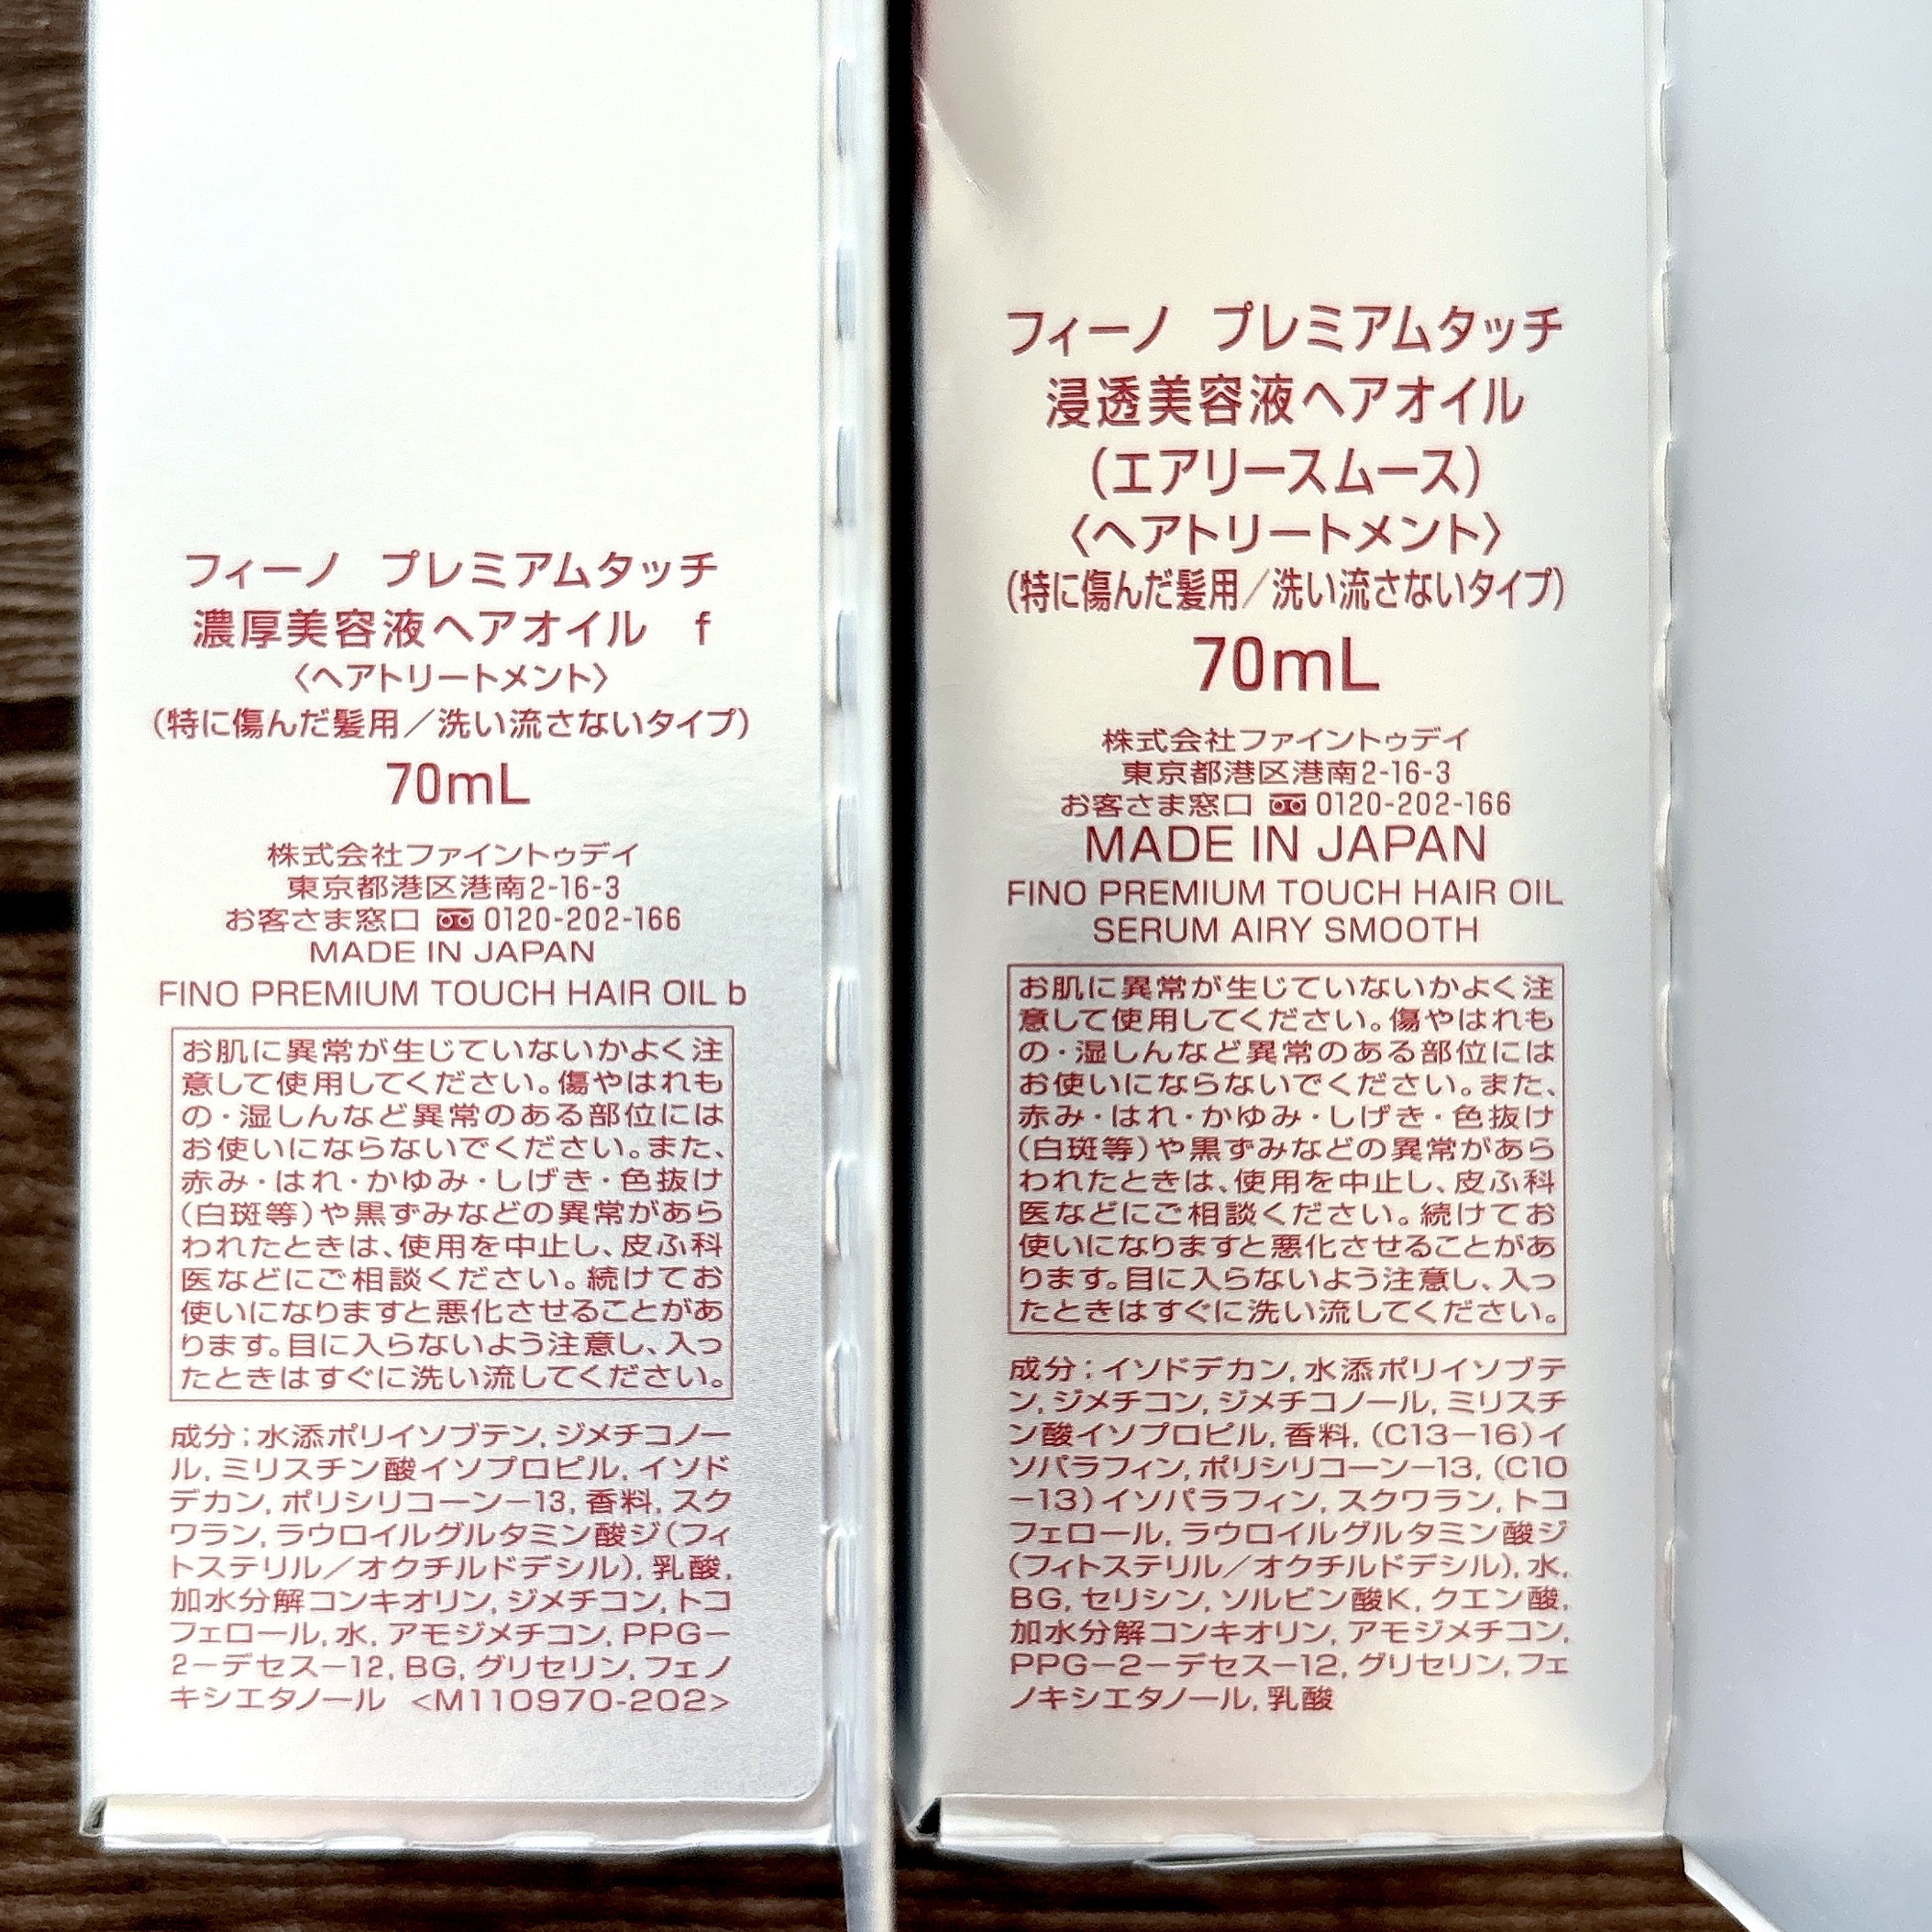 フィーノ プレミアムタッチ
濃厚美容液ヘアオイル f
〈ヘアトリートメント〉
(特に傷んだ髪用／洗い流さないタイプ)
70mL
株式会社ファイントゥデイ
東京都港区港南2-16-3
お客さま窓口 0120-202-166
MADE IN JAPAN
FINO PREMIUM TOUCH HAIR OIL b
お肌に異常が生じていないかよく注
意して使用してください。傷やはれも
の・湿しんなど異常のある部位には
お使いにならないでください。また、
赤み・はれ・かゆみ・しげき・色抜け
(白斑等)や黒ずみなどの異常があら
われたときは、使用を中止し、皮ふ科
医などにご相談ください。続けてお
使いになりますと悪化させることがあ
ります。目に入らないよう注意し、入っ
たときはすぐに洗い流してください。
成分：水添ポリイソブテン, ジメチコノー
ル, ミリスチン酸イソプロピル, イソド
デカン, ポリシリコーン－13, 香料, スク
ワラン, ラウロイルグルタミン酸ジ(フィ
トステリル／オクチルドデシル), 乳酸,
加水分解コンキオリン, ジメチコン, トコ
フェロール, 水, アモジメチコン, PPG－
2－デセス－12, BG, グリセリン, フェノ
キシエタノール <M110970-202>
フィーノ プレミアムタッチ
浸透美容液ヘアオイル
(エアリースムース)
〈ヘアトリートメント〉
(特に傷んだ髪用／洗い流さないタイプ)
70mL
株式会社ファイントゥデイ
東京都港区港南2-16-3
お客さま窓口 0120-202-166
MADE IN JAPAN
FINO PREMIUM TOUCH HAIR OIL
SERUM AIRY SMOOTH
お肌に異常が生じていないかよく注
意して使用してください。傷やはれも
の・湿しんなど異常のある部位には
お使いにならないでください。また、
赤み・はれ・かゆみ・しげき・色抜け
(白斑等)や黒ずみなどの異常があら
われたときは、使用を中止し、皮ふ科
医などにご相談ください。続けてお
使いになりますと悪化させることがあ
ります。目に入らないよう注意し、入っ
たときはすぐに洗い流してください。
成分：イソドデカン, 水添ポリイソブテ
ン, ジメチコン, ジメチコノール, ミリスチ
ン酸イソプロピル, 香料, (C13－16)イ
ソパラフィン, ポリシリコーン－13, (C10
－13)イソパラフィン, スクワラン, トコ
フェロール, ラウロイルグルタミン酸ジ
(フィトステリル／オクチルドデシル), 水,
BG, セリシン, ソルビン酸K, クエン酸,
加水分解コンキオリン, アモジメチコン,
PPG－2－デセス－12, グリセリン, フェ
ノキシエタノール, 乳酸